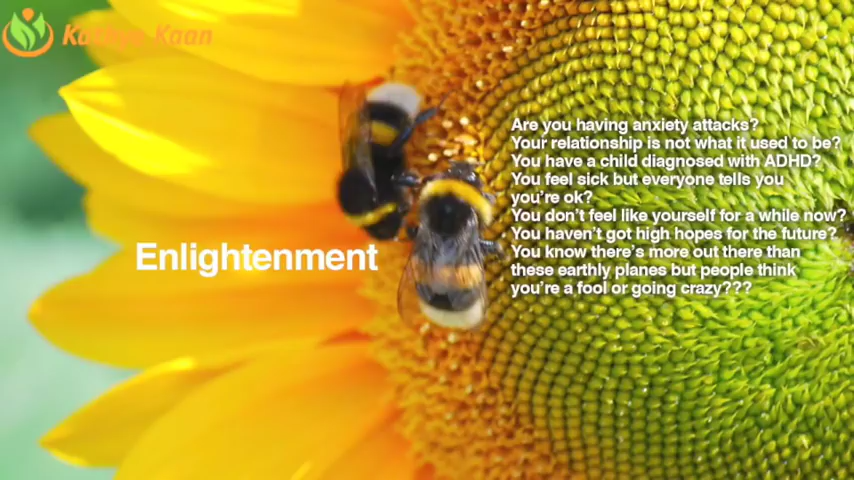 Kathye Kaan
Enlightenment
Are you having anxiety attacks?
Your relationship is not what it used to be?
You have a child diagnosed with ADHD?
You feel sick but everyone tells you
you're ok?
You don't feel like yourself for a while now?
You haven't got high hopes for the future?
You know there's more out there than
these earthly planes but people think
you're a fool or going crazy???